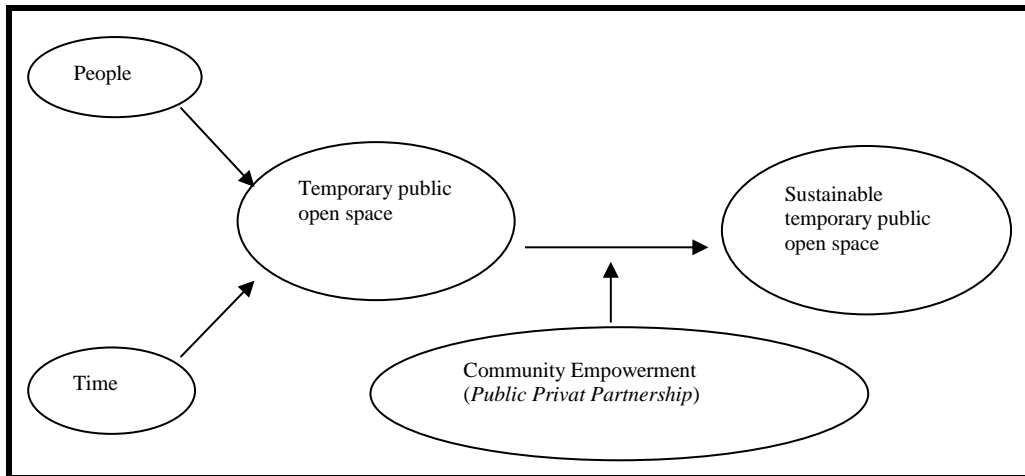 People
Temporary public
open space
Sustainable
temporary public
open space
Time
Community Empowerment
(Public Privat Partnership)